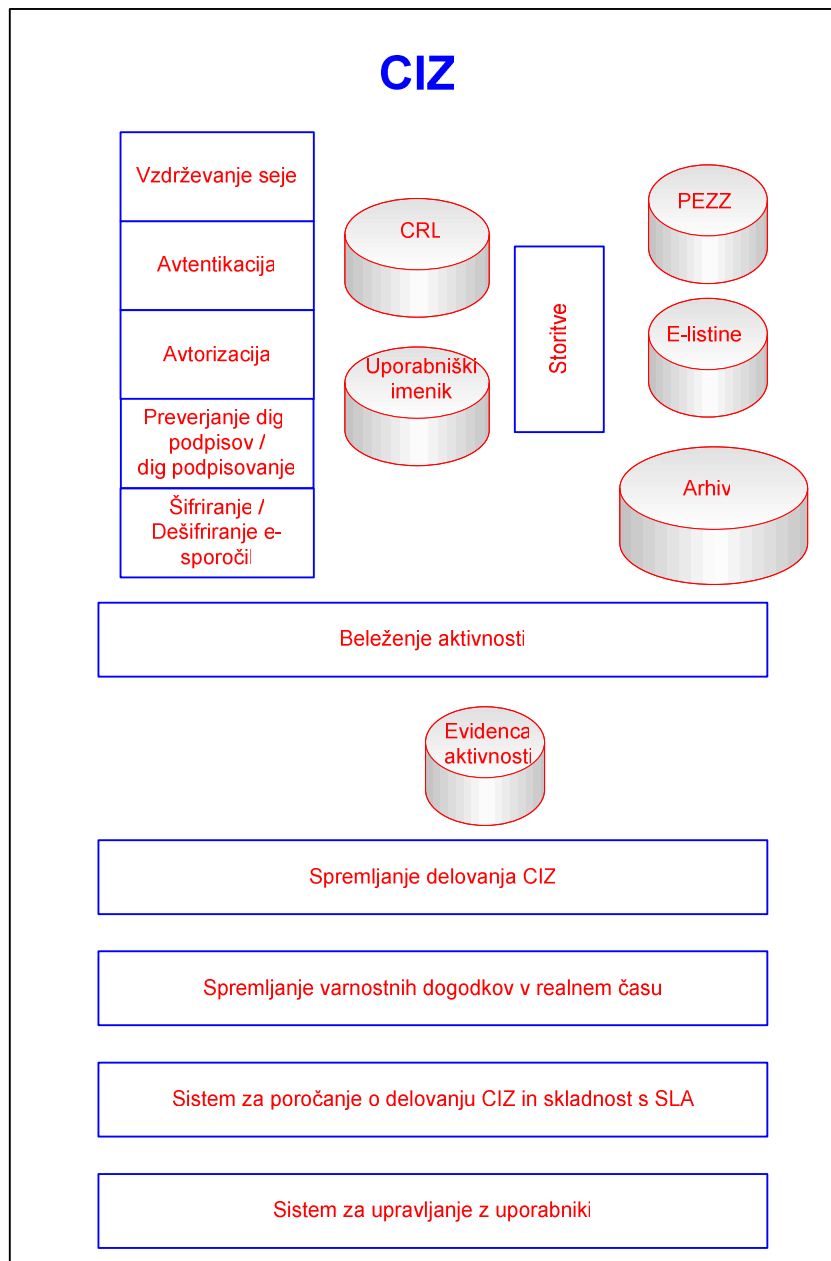 CIZ
Vzdrževanje seje
Avtentikacija
Avtorizacija
Preverjanje dig
podpisov /
dig podpisovanje
Šifriranje /
Dešifriranje e-
sporočil
CRL
Uporabniški
imenik
Storitve
PEZZ
E-listine
Arhiv
Beleženje aktivnosti
Evidenca
aktivnosti
Spremljanje delovanja CIZ
Spremljanje varnostnih dogodkov v realnem času
Sistem za poročanje o delovanju CIZ in skladnost s SLA
Sistem za upravljanje z uporabniki